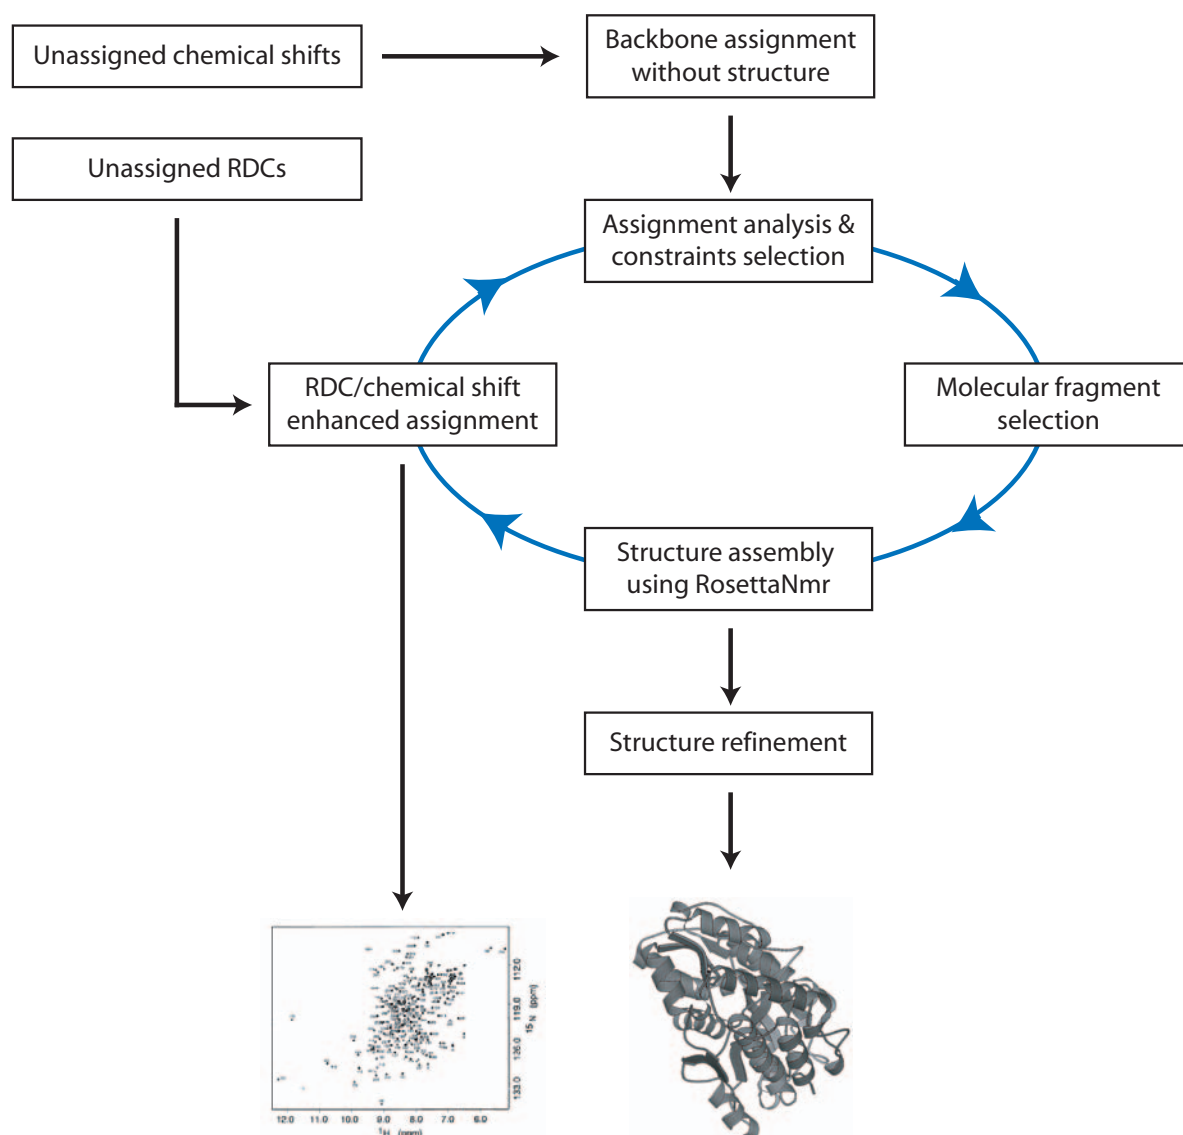 Unassigned chemical shifts
Backbone assignment
without structure
Unassigned RDCs
Assignment analysis &
constraints selection
RDC/chemical shift
enhanced assignment
Molecular fragment
selection
Structure assembly
using RosettaNmr
Structure refinement
112.0
119.0
126.0
133.0
15N (ppm)
12.0 11.0 10.0 9.0 8.0 7.0 6.0
1H (ppm)